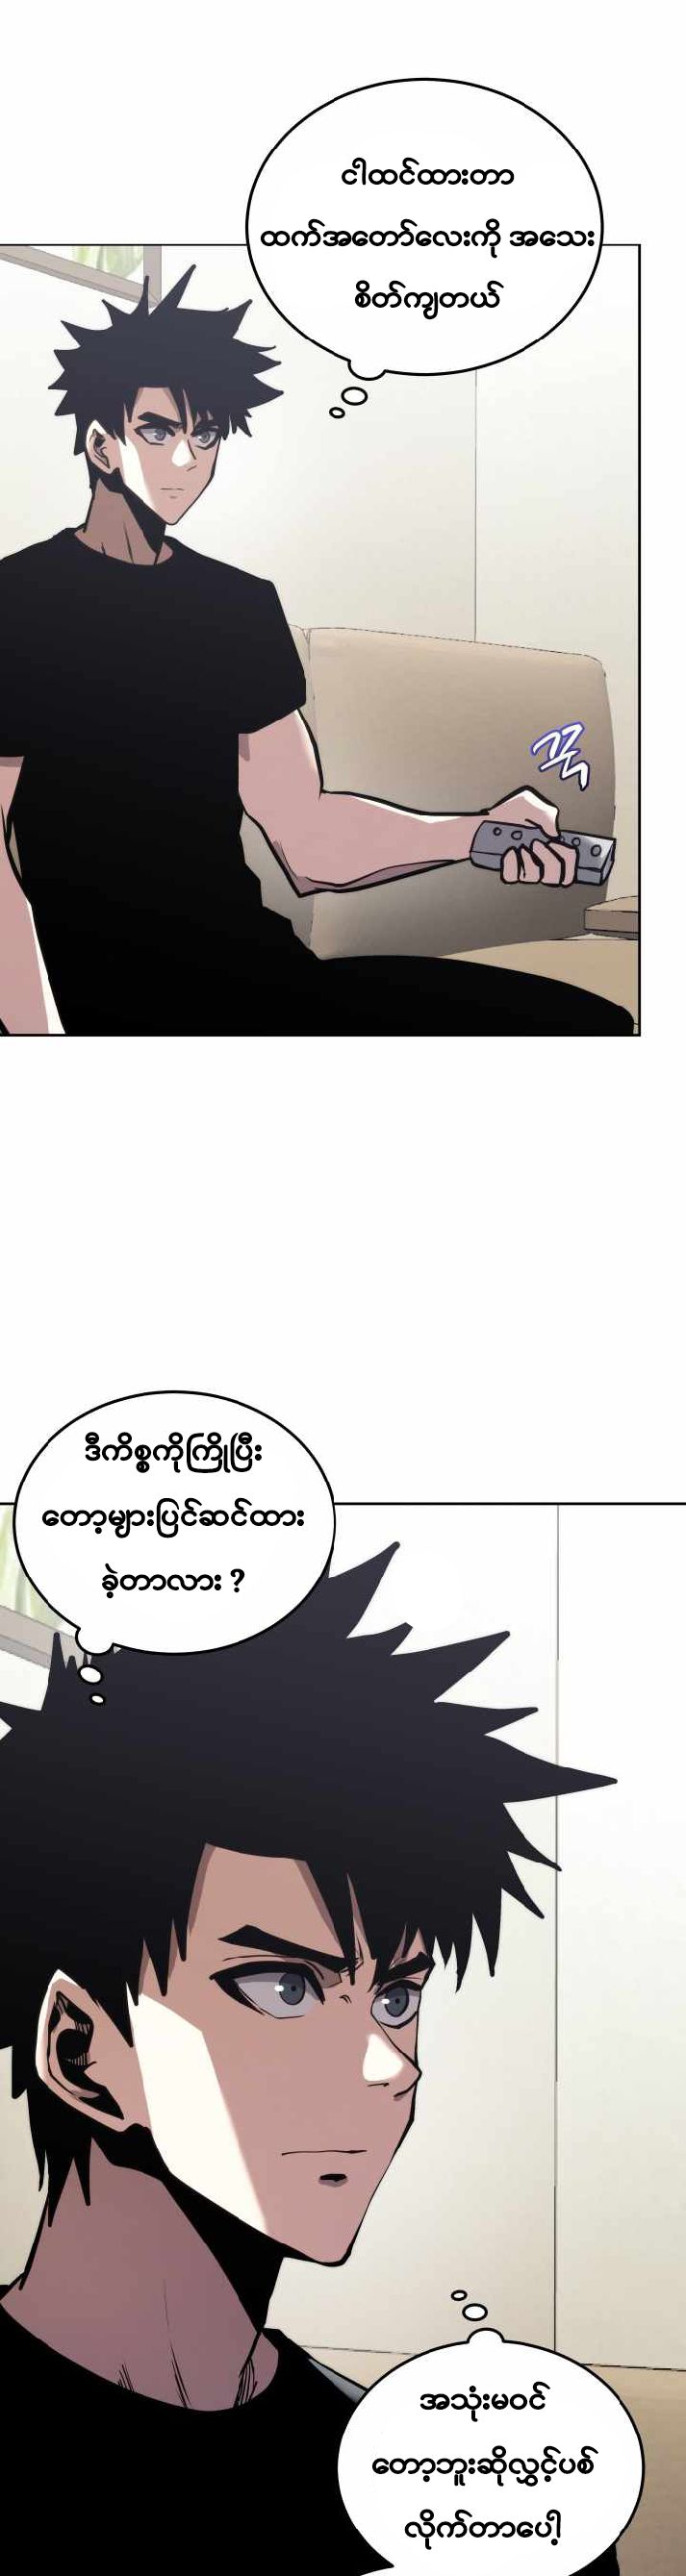 ငါထင်ထားတာ
ထက်အတော်လေးကို အသေး
စိတ်ကျတယ်
꾹
ဒီကိစ္စကိုကြိုပြီး
တော့များပြင်ဆင်ထား
ခဲ့တာလား ?
အသုံးမဝင်
တော့ဘူးဆိုလွှင့်ပစ်
လိုက်တာပေါ့